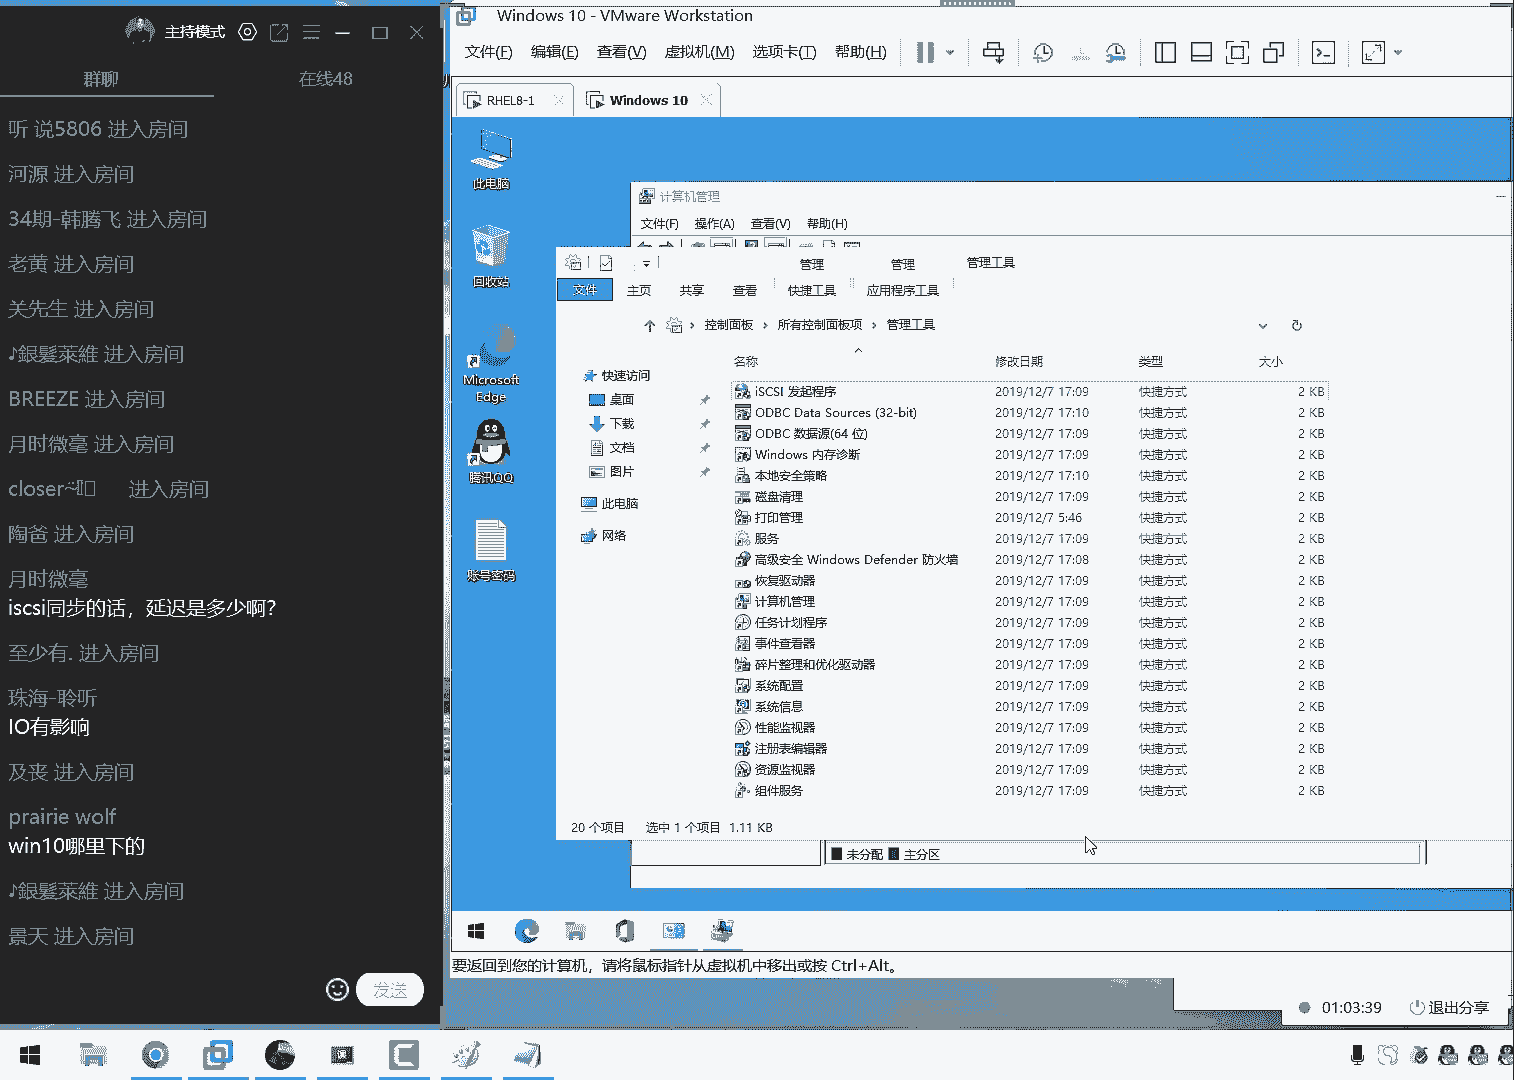 主持模式
群聊
在线48
听 说5806 进入房间
河源 进入房间
34期-韩腾飞 进入房间
老黄 进入房间
关先生 进入房间
♪銀髮萊維 进入房间
BREEZE 进入房间
月时微毫 进入房间
closer 进入房间
陶爸 进入房间
月时微毫
iscsi同步的话，延迟是多少啊?
至少有. 进入房间
珠海-聆听
IO有影响
及丧 进入房间
prairie wolf
win10哪里下的
♪銀髮萊維 进入房间
景天 进入房间
发送
Windows 10 - VMware Workstation
文件(F) 编辑(E) 查看(V) 虚拟机(M) 选项卡(T) 帮助(H)
RHEL8-1
Windows 10
此电脑
回收站
Microsoft
Edge
腾讯QQ
账号密码
计算机管理
文件(F) 操作(A) 查看(V) 帮助(H)
管理 管理 管理工具
文件 主页 共享 查看 快捷工具 应用程序工具
控制面板 › 所有控制面板项 › 管理工具
快速访问
桌面
下载
文档
图片
此电脑
网络
名称 修改日期 类型 大小
iSCSI 发起程序 2019/12/7 17:09 快捷方式 2 KB
ODBC Data Sources (32-bit) 2019/12/7 17:10 快捷方式 2 KB
ODBC 数据源(64 位) 2019/12/7 17:09 快捷方式 2 KB
Windows 内存诊断 2019/12/7 17:09 快捷方式 2 KB
本地安全策略 2019/12/7 17:10 快捷方式 2 KB
磁盘清理 2019/12/7 17:09 快捷方式 2 KB
打印管理 2019/12/7 5:46 快捷方式 2 KB
服务 2019/12/7 17:09 快捷方式 2 KB
高级安全 Windows Defender 防火墙 2019/12/7 17:08 快捷方式 2 KB
恢复驱动器 2019/12/7 17:09 快捷方式 2 KB
计算机管理 2019/12/7 17:09 快捷方式 2 KB
任务计划程序 2019/12/7 17:09 快捷方式 2 KB
事件查看器 2019/12/7 17:09 快捷方式 2 KB
碎片整理和优化驱动器 2019/12/7 17:09 快捷方式 2 KB
系统配置 2019/12/7 17:09 快捷方式 2 KB
系统信息 2019/12/7 17:09 快捷方式 2 KB
性能监视器 2019/12/7 17:09 快捷方式 2 KB
注册表编辑器 2019/12/7 17:09 快捷方式 2 KB
资源监视器 2019/12/7 17:09 快捷方式 2 KB
组件服务 2019/12/7 17:09 快捷方式 2 KB
20 个项目 选中 1 个项目 1.11 KB
未分配 主分区
要返回到您的计算机，请将鼠标指针从虚拟机中移出或按 Ctrl+Alt。
01:03:39 退出分享